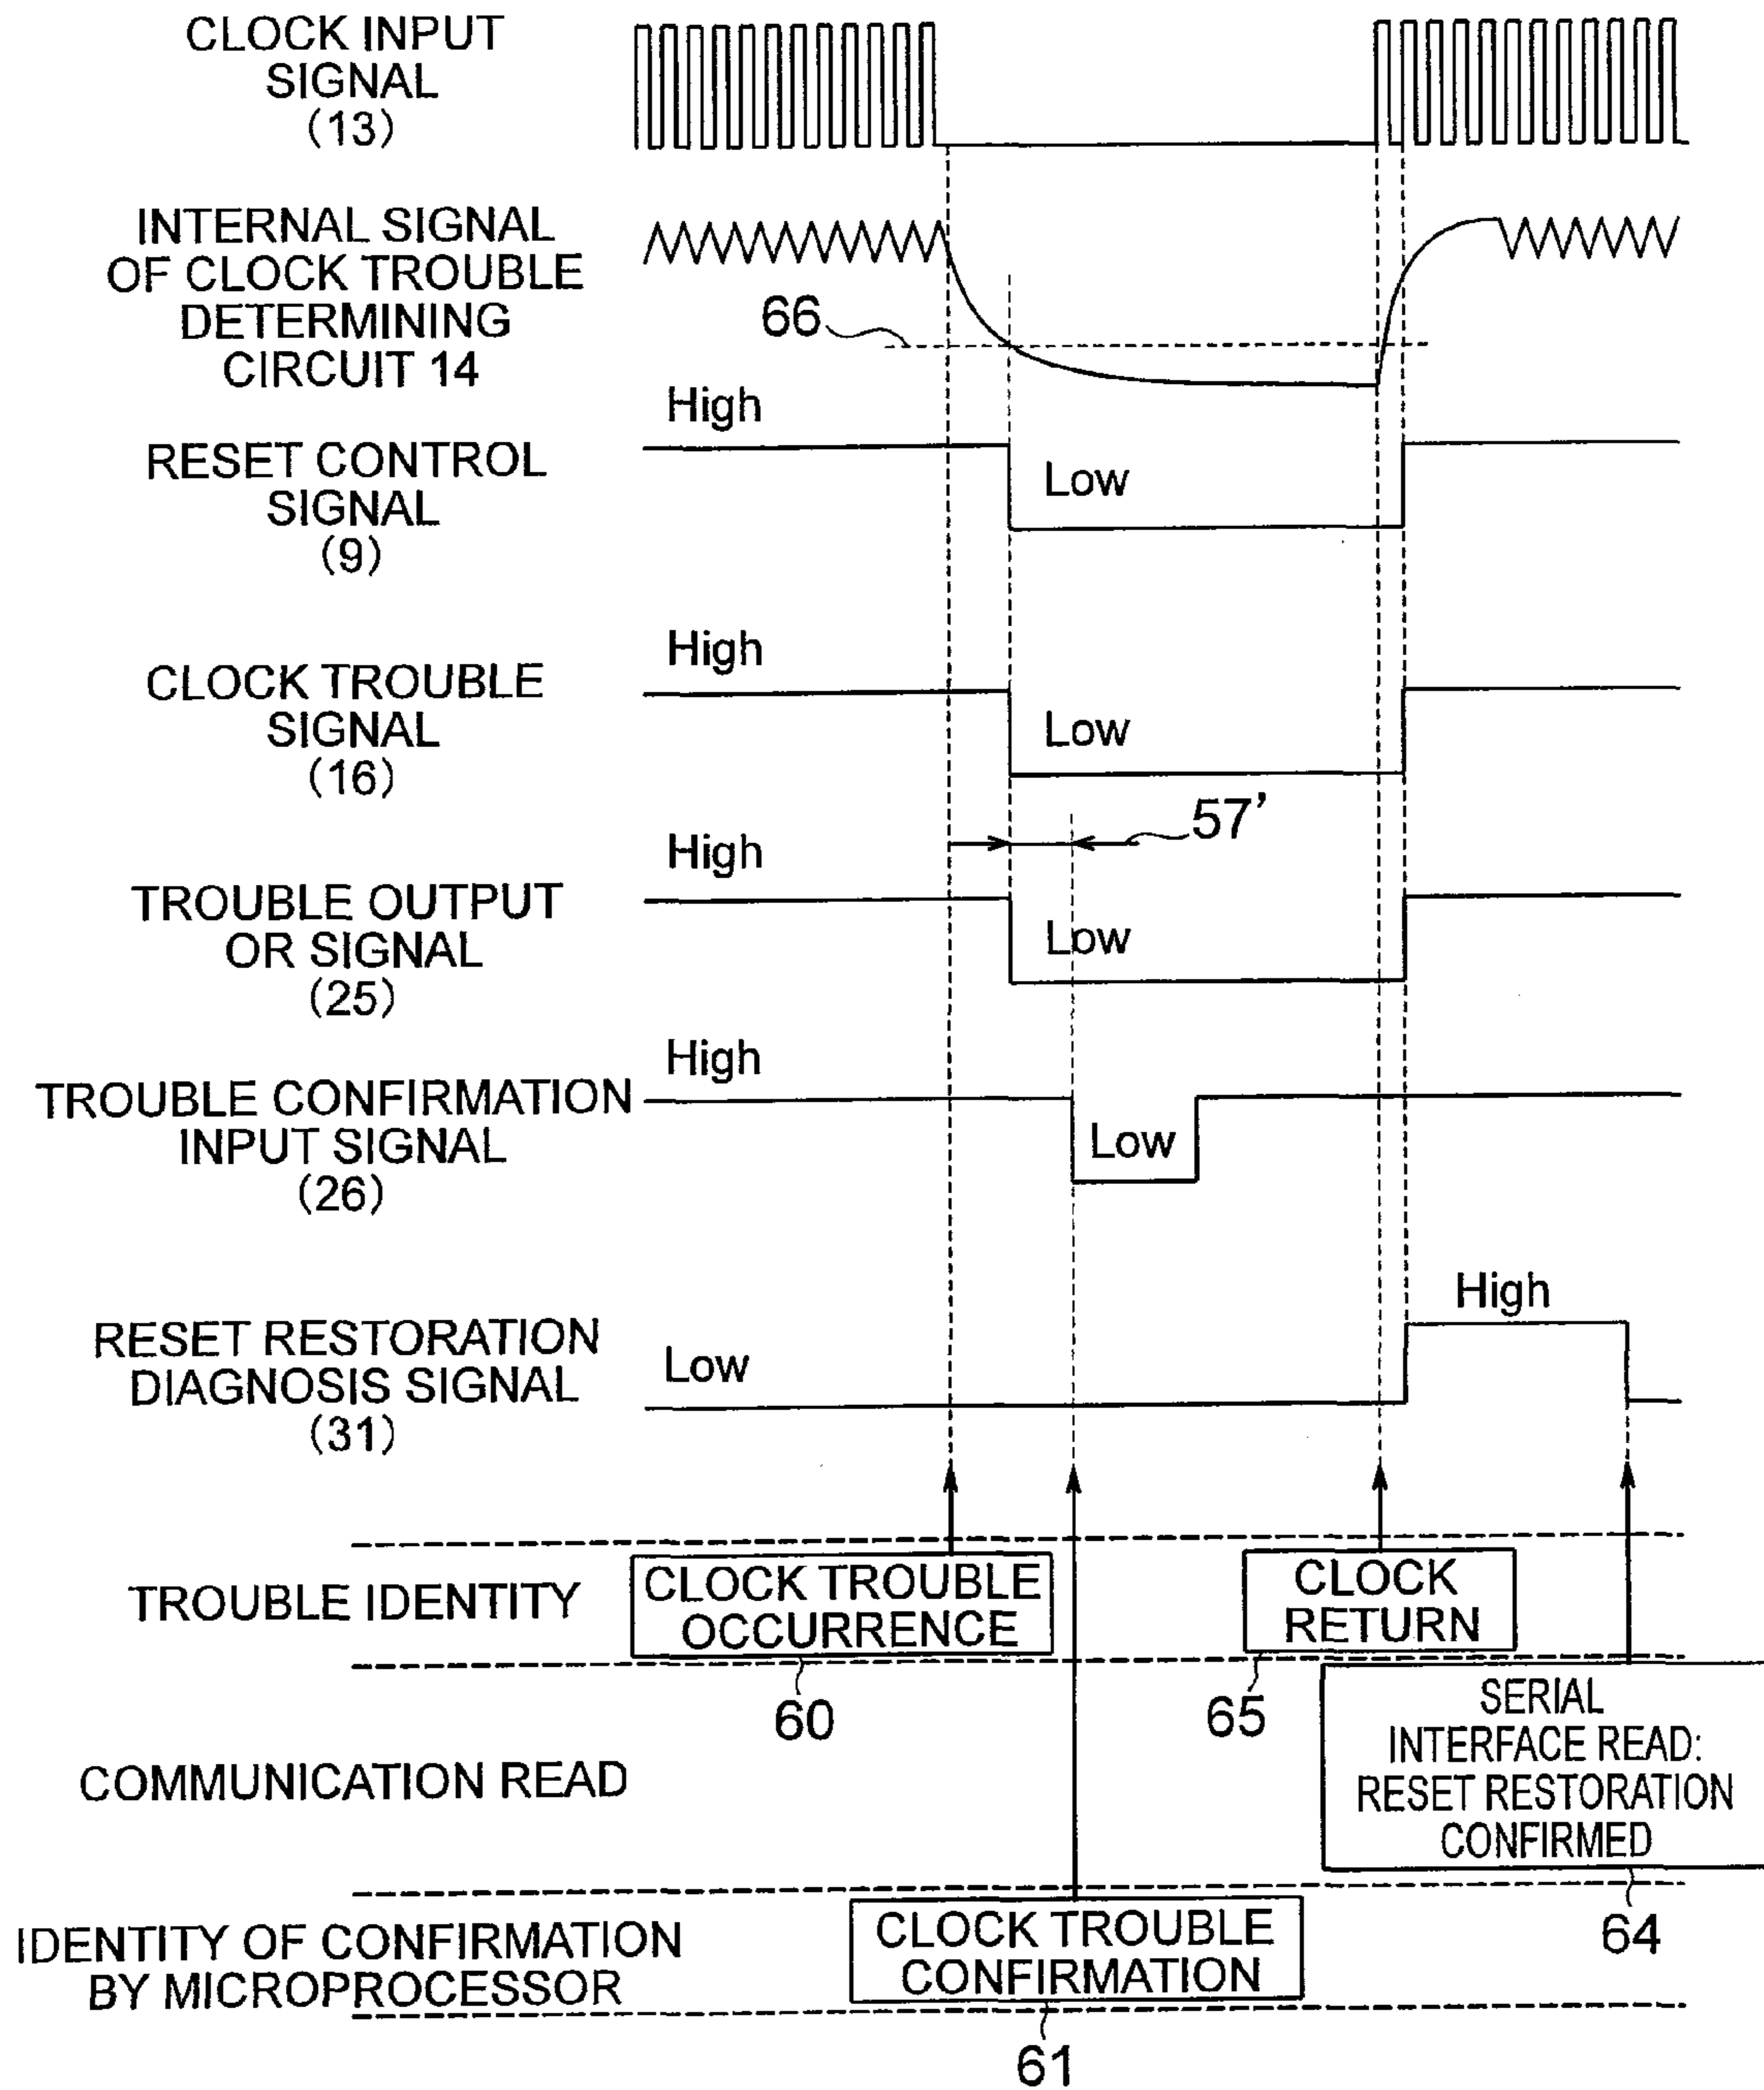 CLOCK INPUT
SIGNAL
(13)
INTERNAL SIGNAL
OF CLOCK TROUBLE
DETERMINING
CIRCUIT 14
66
High
RESET CONTROL
SIGNAL
(9)
Low
High
CLOCK TROUBLE
SIGNAL
(16)
Low
57’
High
TROUBLE OUTPUT
OR SIGNAL
(25)
Low
High
TROUBLE CONFIRMATION
INPUT SIGNAL
(26)
Low
High
RESET RESTORATION
DIAGNOSIS SIGNAL
(31)
Low
TROUBLE IDENTITY
CLOCK TROUBLE
OCCURRENCE
60
CLOCK
RETURN
65
COMMUNICATION READ
SERIAL
INTERFACE READ:
RESET RESTORATION
CONFIRMED
64
IDENTITY OF CONFIRMATION
BY MICROPROCESSOR
CLOCK TROUBLE
CONFIRMATION
61